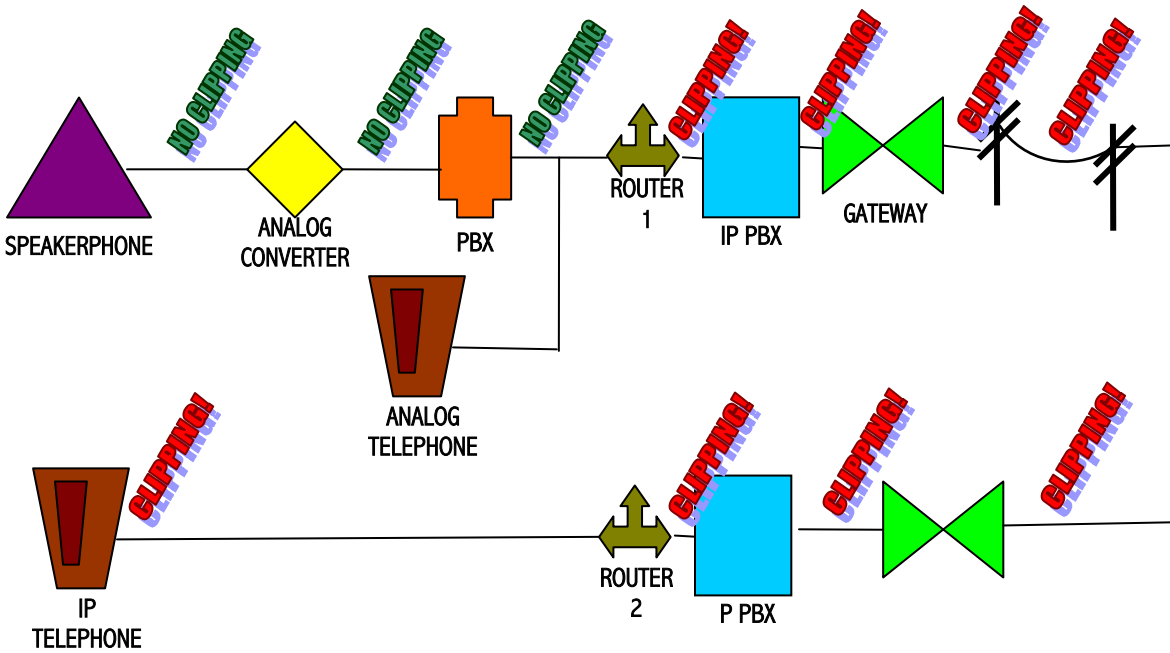 NO CLIPPING
NO CLIPPING
NO CLIPPING
CLIPPING!
CLIPPING!
CLIPPING!
CLIPPING!
SPEAKERPHONE
ANALOG
CONVERTER
PBX
ROUTER
1
IP PBX
GATEWAY
ANALOG
TELEPHONE
CLIPPING!
CLIPPING!
CLIPPING!
CLIPPING!
IP
TELEPHONE
ROUTER
2
P PBX